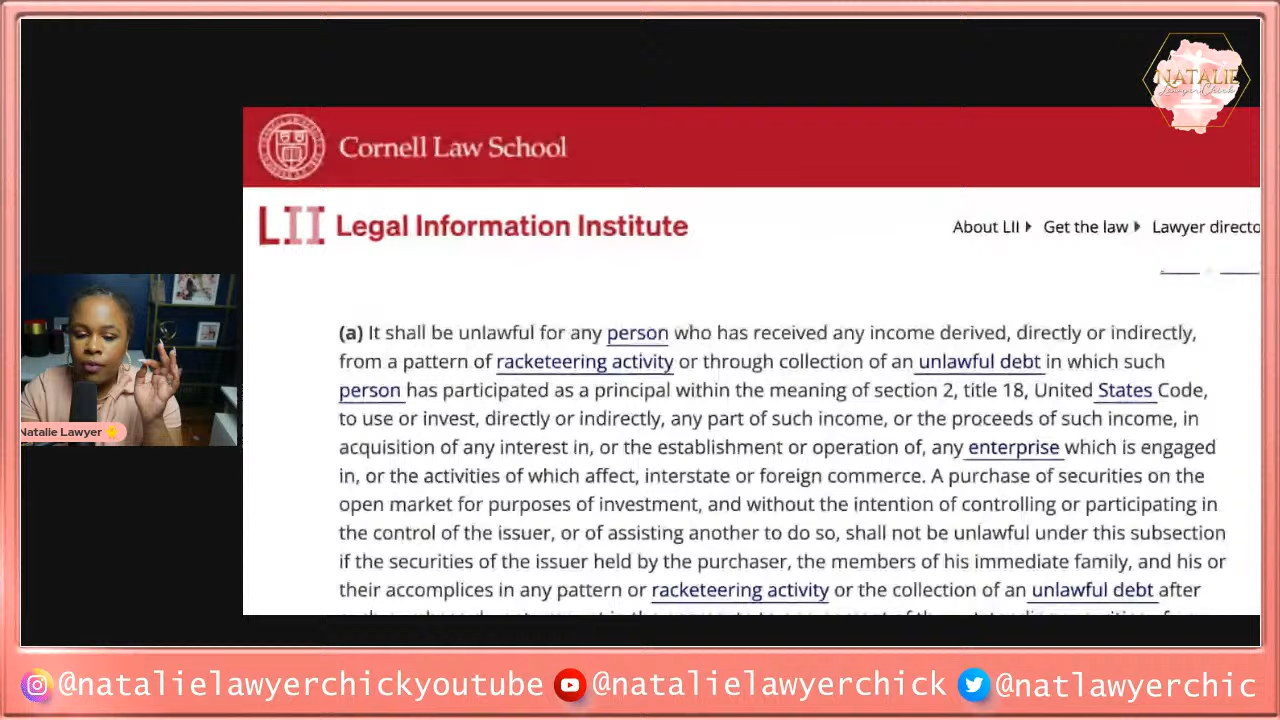 NATALIE
LawyerChick
Cornell Law School
LII Legal Information Institute
About LII Get the law Lawyer directo
(a) It shall be unlawful for any person who has received any income derived, directly or indirectly,
from a pattern of racketeering activity or through collection of an unlawful debt in which such
person has participated as a principal within the meaning of section 2, title 18, United States Code,
to use or invest, directly or indirectly, any part of such income, or the proceeds of such income, in
acquisition of any interest in, or the establishment or operation of, any enterprise which is engaged
in, or the activities of which affect, interstate or foreign commerce. A purchase of securities on the
open market for purposes of investment, and without the intention of controlling or participating in
the control of the issuer, or of assisting another to do so, shall not be unlawful under this subsection
if the securities of the issuer held by the purchaser, the members of his immediate family, and his or
their accomplices in any pattern or racketeering activity or the collection of an unlawful debt after
Natalie Lawyer
@natalielawyerchickyoutube @natalielawyerchick @natlawyerchic